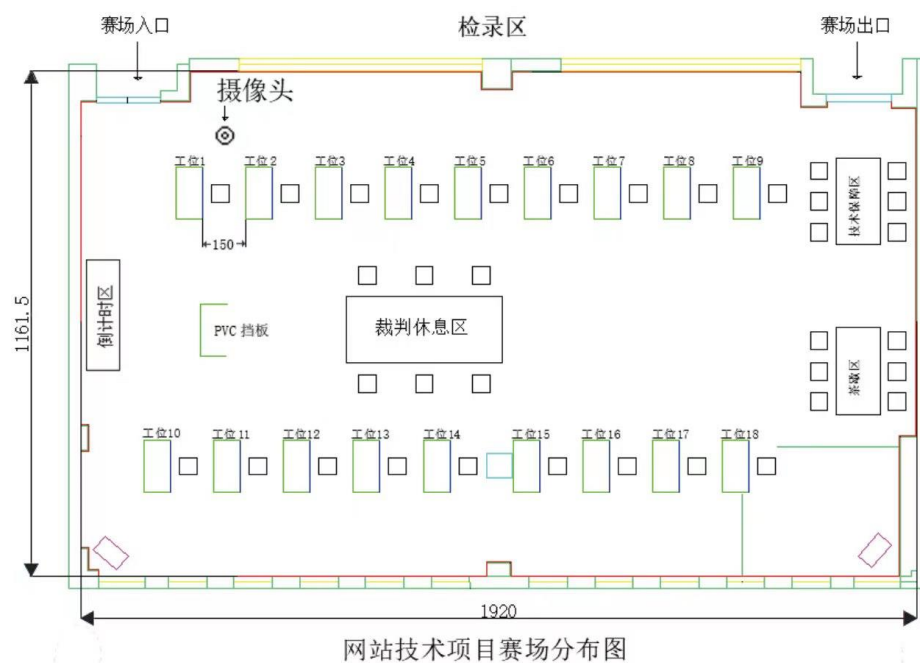 赛场入口
检录区
赛场出口
摄像头
工位1
工位2
工位3
工位4
工位5
工位6
工位7
工位8
工位9
技术保障区
150
倒计时区
PVC 挡板
裁判休息区
茶歇区
1161.5
工位10
工位11
工位12
工位13
工位14
工位15
工位16
工位17
工位18
1920
网站技术项目赛场分布图